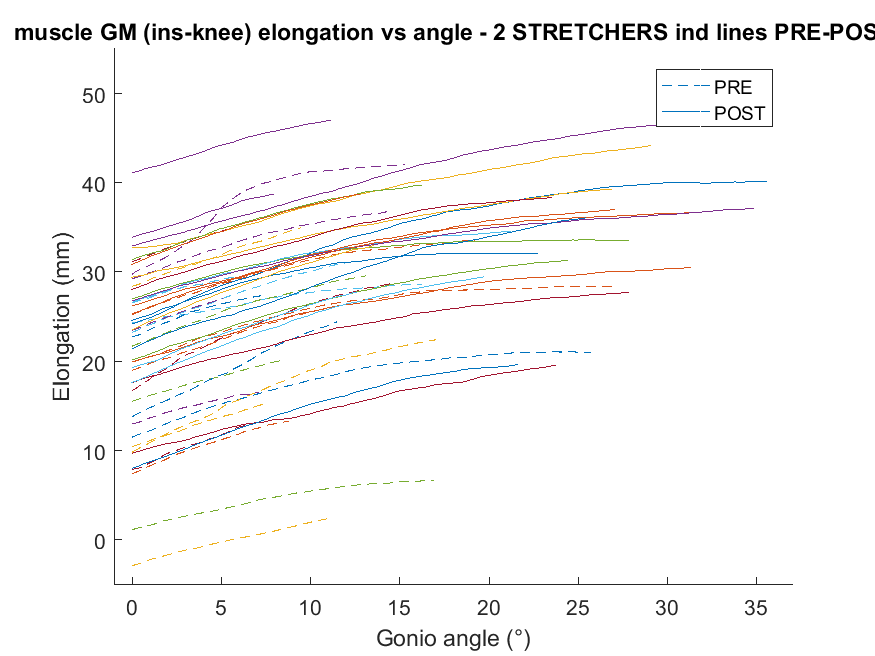 muscle GM (ins-knee) elongation vs angle - 2 STRETCHERS ind lines PRE-POS
PRE
POST
50
40
30
20
10
0
Elongation (mm)
0 5 10 15 20 25 30 35
Gonio angle (°)